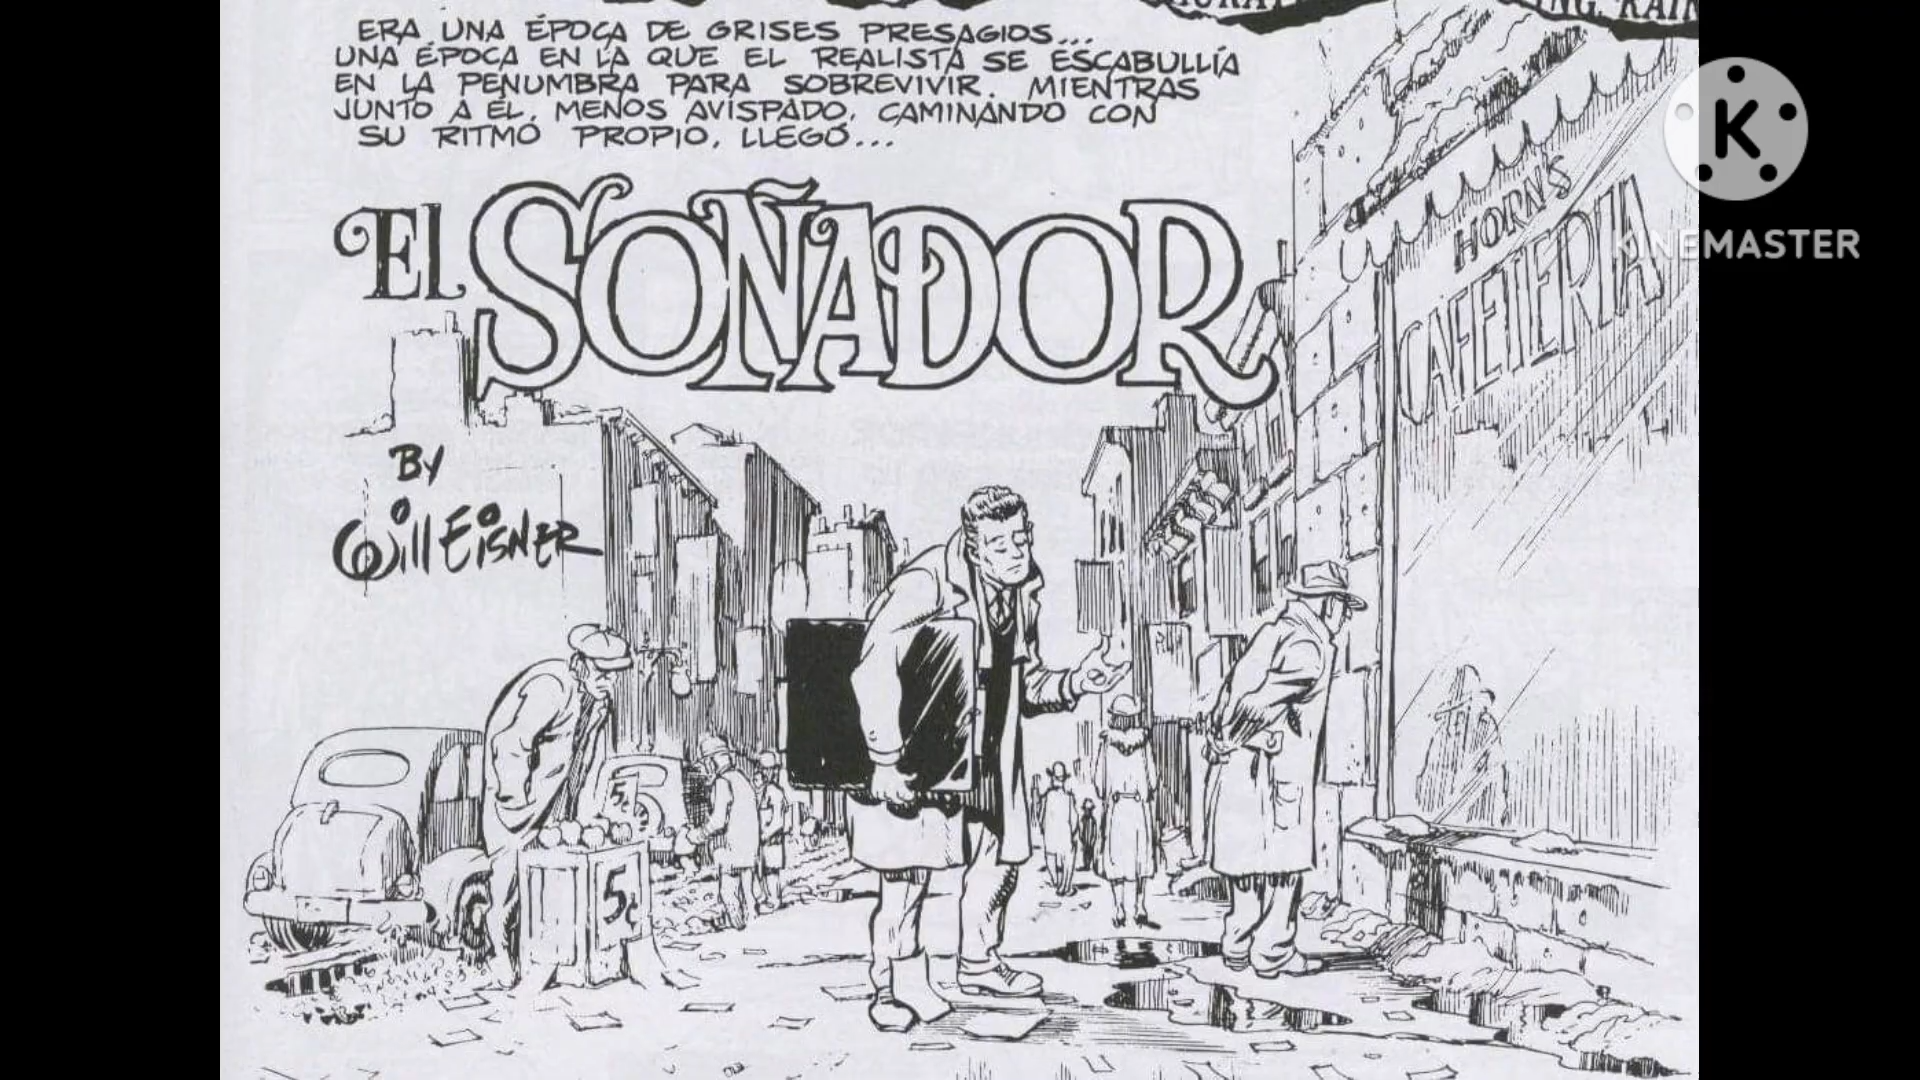 ERA UNA ÉPOCA DE GRISES PRESAGIOS...
UNA ÉPOCA EN LA QUE EL REALISTA SE ESCABULLÍA
EN LA PENUMBRA PARA SOBREVIVIR. MIENTRAS
JUNTO A ÉL, MENOS AVISPADO, CAMINANDO CON
SU RITMO PROPIO, LLEGÓ...
K
KINEMASTER
EL SOÑADOR
HORN'S
CAFETERIA
BY
Will EISNER
5¢
5¢